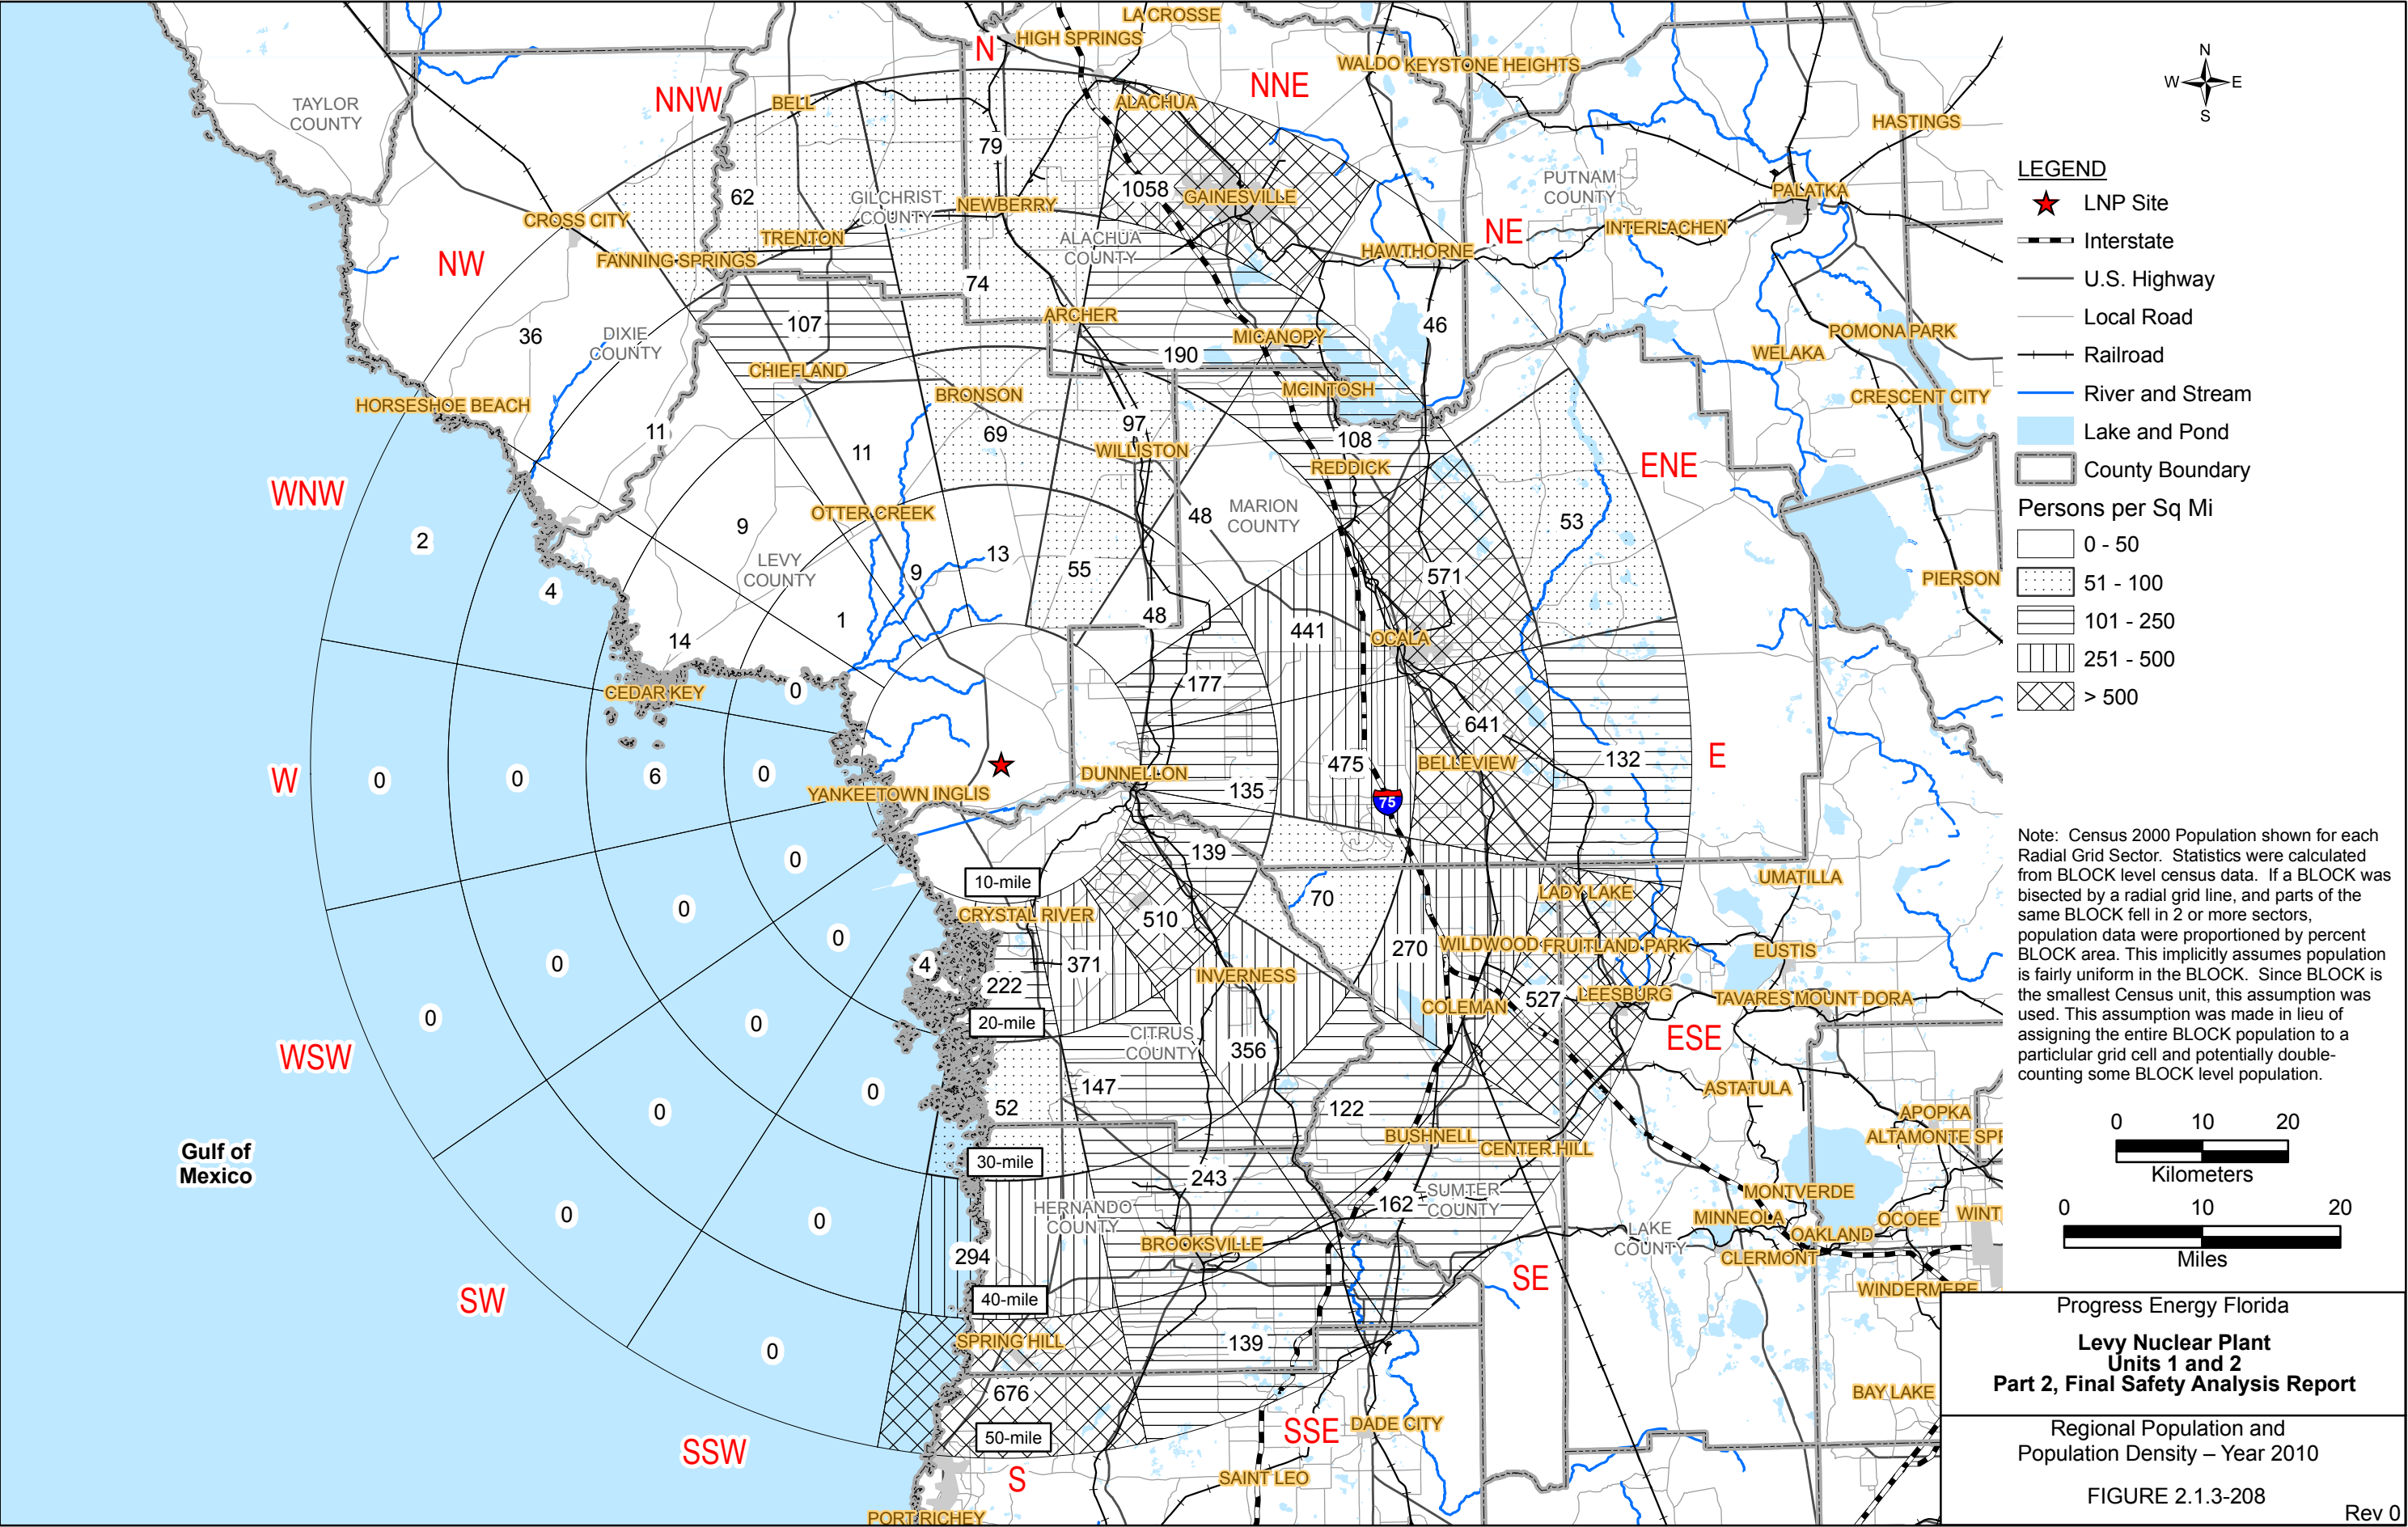 LA CROSSE
N
HIGH SPRINGS
WALDO
KEYSTONE HEIGHTS
NNW
NNE
BELL
ALACHUA
TAYLOR
COUNTY
HASTINGS
79
62
GILCHRIST
COUNTY
NEWBERRY
1058
GAINESVILLE
PUTNAM
COUNTY
PALATKA
CROSS CITY
TRENTON
ALACHUA
COUNTY
HAWTHORNE
NE
INTERLACHEN
NW
FANNING SPRINGS
74
107
ARCHER
MICANOPY
46
36
DIXIE
COUNTY
190
POMONA PARK
WELAKA
CHIEFLAND
BRONSON
MCINTOSH
CRESCENT CITY
HORSESHOE BEACH
11
11
69
97
WILLISTON
108
REDDICK
ENE
WNW
OTTER CREEK
48
MARION
COUNTY
53
2
9
13
LEVY
COUNTY
9
55
571
PIERSON
4
1
48
441
OCALA
14
177
CEDAR KEY
0
641
W
0
0
6
0
475
BELLEVIEW
132
E
DUNNELLON
YANKEETOWN
INGLIS
135
75
0
139
10-mile
LADY LAKE
UMATILLA
0
CRYSTAL RIVER
510
70
0
270
WILDWOOD
FRUITLAND PARK
EUSTIS
0
4
371
INVERNESS
222
COLEMAN
527
LEESBURG
TAVARES
MOUNT DORA
0
0
20-mile
CITRUS
COUNTY
356
ESE
WSW
0
147
ASTATULA
0
52
122
APOPKA
BUSHNELL
CENTER HILL
ALTAMONTE SPR
Gulf of
Mexico
30-mile
243
MONTVERDE
0
0
HERNANDO
COUNTY
162
SUMTER
COUNTY
MINNEOLA
OCOEE
WINT
OAKLAND
LAKE
COUNTY
BROOKSVILLE
CLERMONT
294
SE
SW
40-mile
WINDERMERE
0
SPRING HILL
139
676
BAY LAKE
50-mile
SSE
DADE CITY
SSW
S
SAINT LEO
PORT RICHEY
N
W
E
S
LEGEND
LNP Site
Interstate
U.S. Highway
Local Road
Railroad
River and Stream
Lake and Pond
County Boundary
Persons per Sq Mi
0 - 50
51 - 100
101 - 250
251 - 500
> 500
Note: Census 2000 Population shown for each
Radial Grid Sector. Statistics were calculated
from BLOCK level census data. If a BLOCK was
bisected by a radial grid line, and parts of the
same BLOCK fell in 2 or more sectors,
population data were proportioned by percent
BLOCK area. This implicitly assumes population
is fairly uniform in the BLOCK. Since BLOCK is
the smallest Census unit, this assumption was
used. This assumption was made in lieu of
assigning the entire BLOCK population to a
particlular grid cell and potentially double-
counting some BLOCK level population.
0 10 20
Kilometers
0 10 20
Miles
Progress Energy Florida
Levy Nuclear Plant
Units 1 and 2
Part 2, Final Safety Analysis Report
Regional Population and
Population Density – Year 2010
FIGURE 2.1.3-208
Rev 0